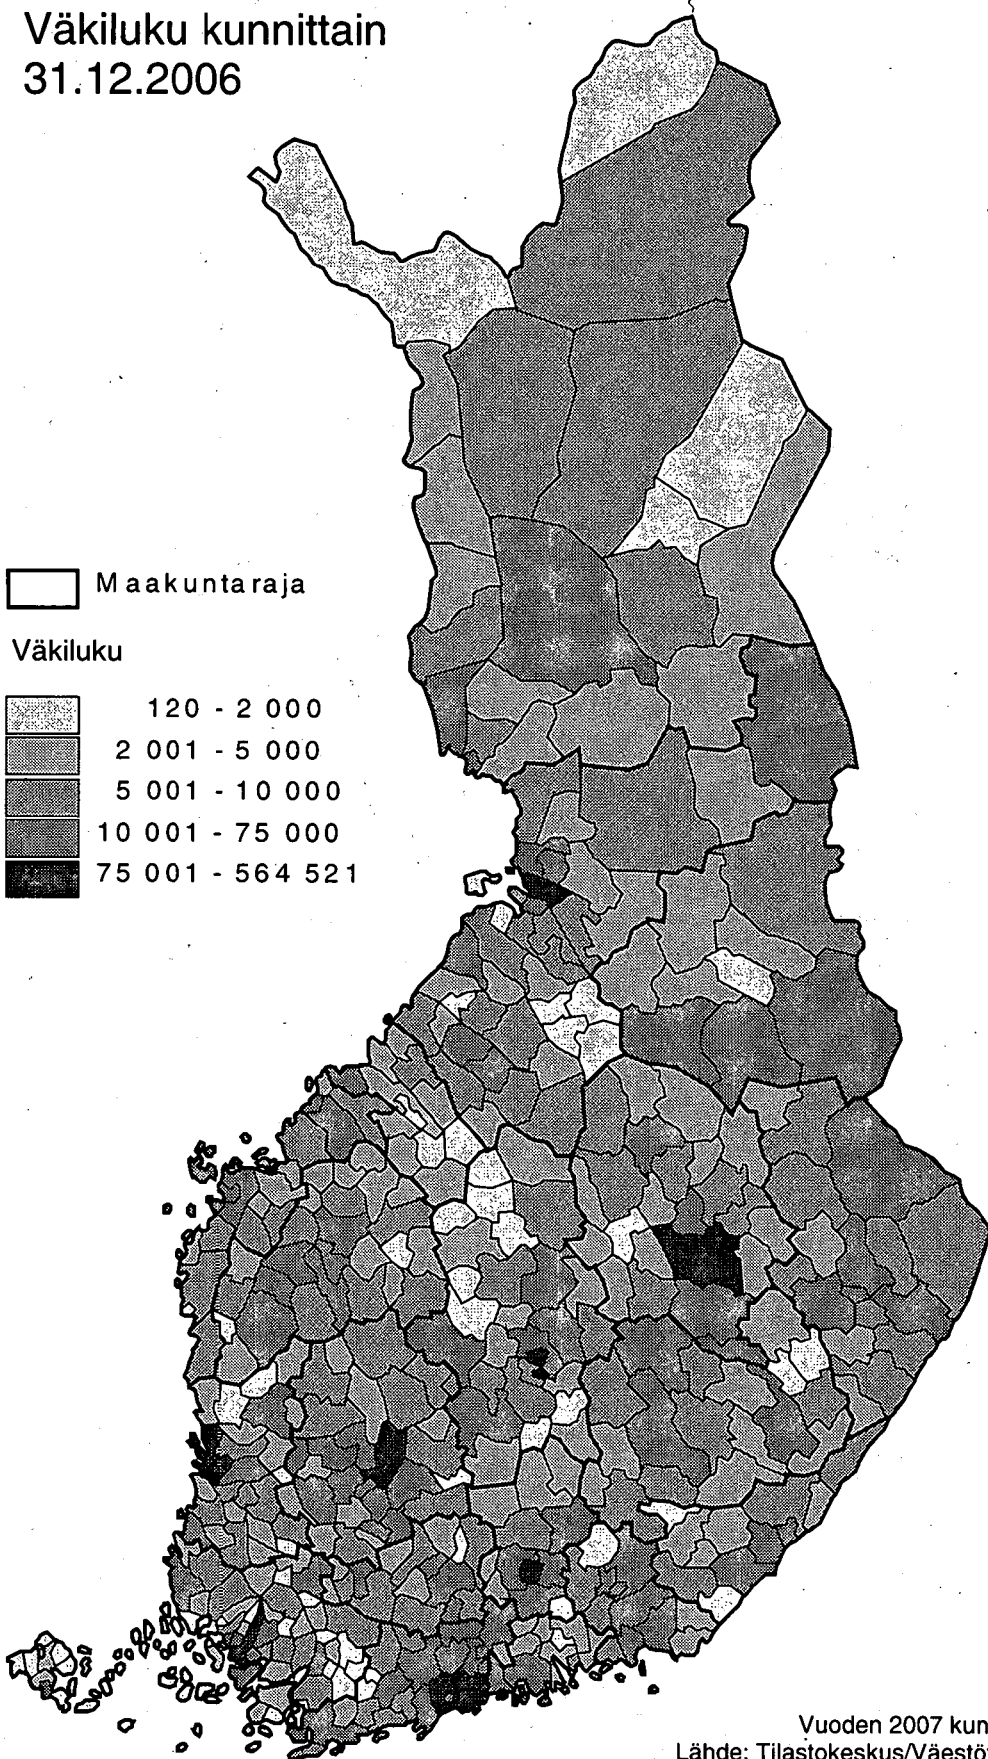 Väkiluku kunnittain
31.12.2006
Maakuntaraja
Väkiluku
120 - 2 000
2 001 - 5 000
5 001 - 10 000
10 001 - 75 000
75 001 - 564 521
Vuoden 2007 kun
Lähde: Tilastokeskus/Väestö